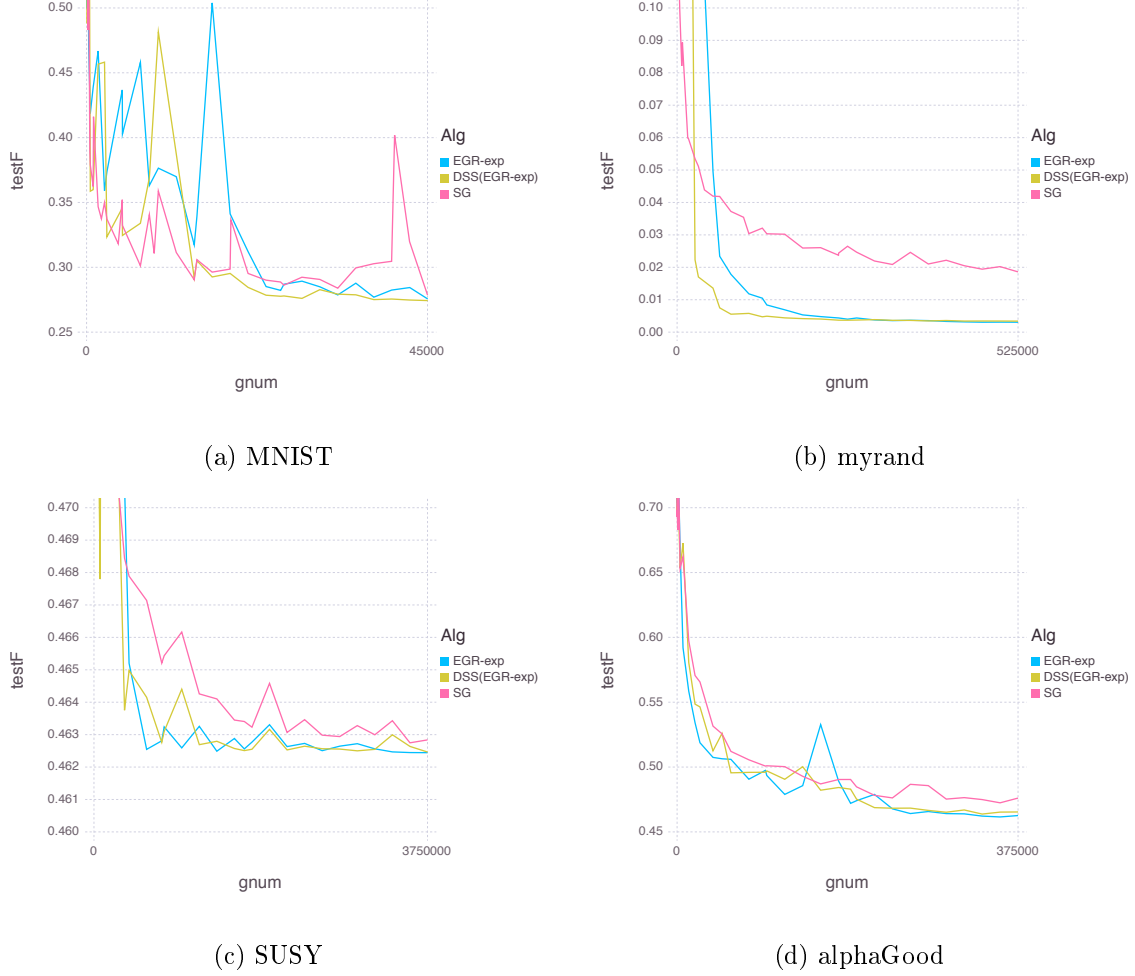 0.50
0.45
0.40
0.35
0.30
0.25
testF
0
45000
gnum
Alg
EGR-exp
DSS(EGR-exp)
SG
(a) MNIST
0.10
0.09
0.08
0.07
0.06
0.05
0.04
0.03
0.02
0.01
0.00
testF
0
525000
gnum
Alg
EGR-exp
DSS(EGR-exp)
SG
(b) myrand
0.470
0.469
0.468
0.467
0.466
0.465
0.464
0.463
0.462
0.461
0.460
testF
0
3750000
gnum
Alg
EGR-exp
DSS(EGR-exp)
SG
(c) SUSY
0.70
0.65
0.60
0.55
0.50
0.45
testF
0
375000
gnum
Alg
EGR-exp
DSS(EGR-exp)
SG
(d) alphaGood